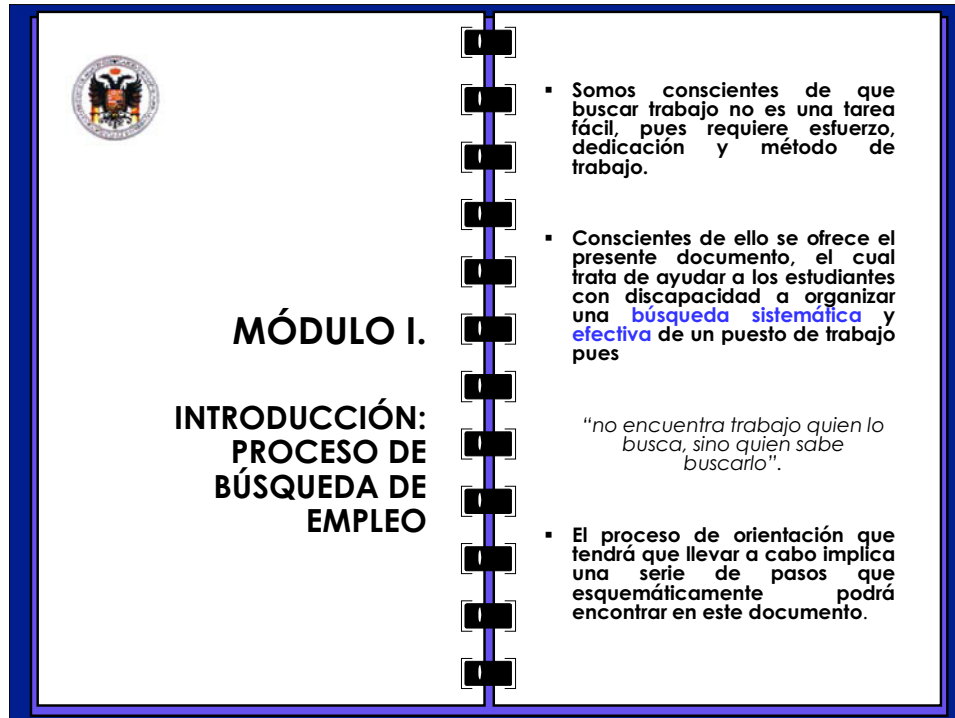 MÓDULO I.
INTRODUCCIÓN:
PROCESO DE
BÚSQUEDA DE
EMPLEO
▪ Somos conscientes de que
buscar trabajo no es una tarea
fácil, pues requiere esfuerzo,
dedicación y método de
trabajo.
▪ Conscientes de ello se ofrece el
presente documento, el cual
trata de ayudar a los estudiantes
con discapacidad a organizar
una búsqueda sistemática y
efectiva de un puesto de trabajo
pues
“no encuentra trabajo quien lo
busca, sino quien sabe
buscarlo”.
▪ El proceso de orientación que
tendrá que llevar a cabo implica
una serie de pasos que
esquemáticamente podrá
encontrar en este documento.